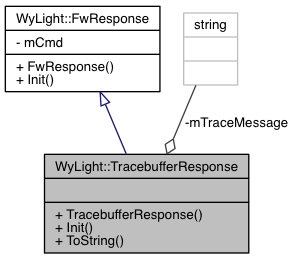 WyLight::FwResponse
- mCmd
+ FwResponse()
+ Init()
string
-mTraceMessage
WyLight::TracebufferResponse
+ TracebufferResponse()
+ Init()
+ ToString()